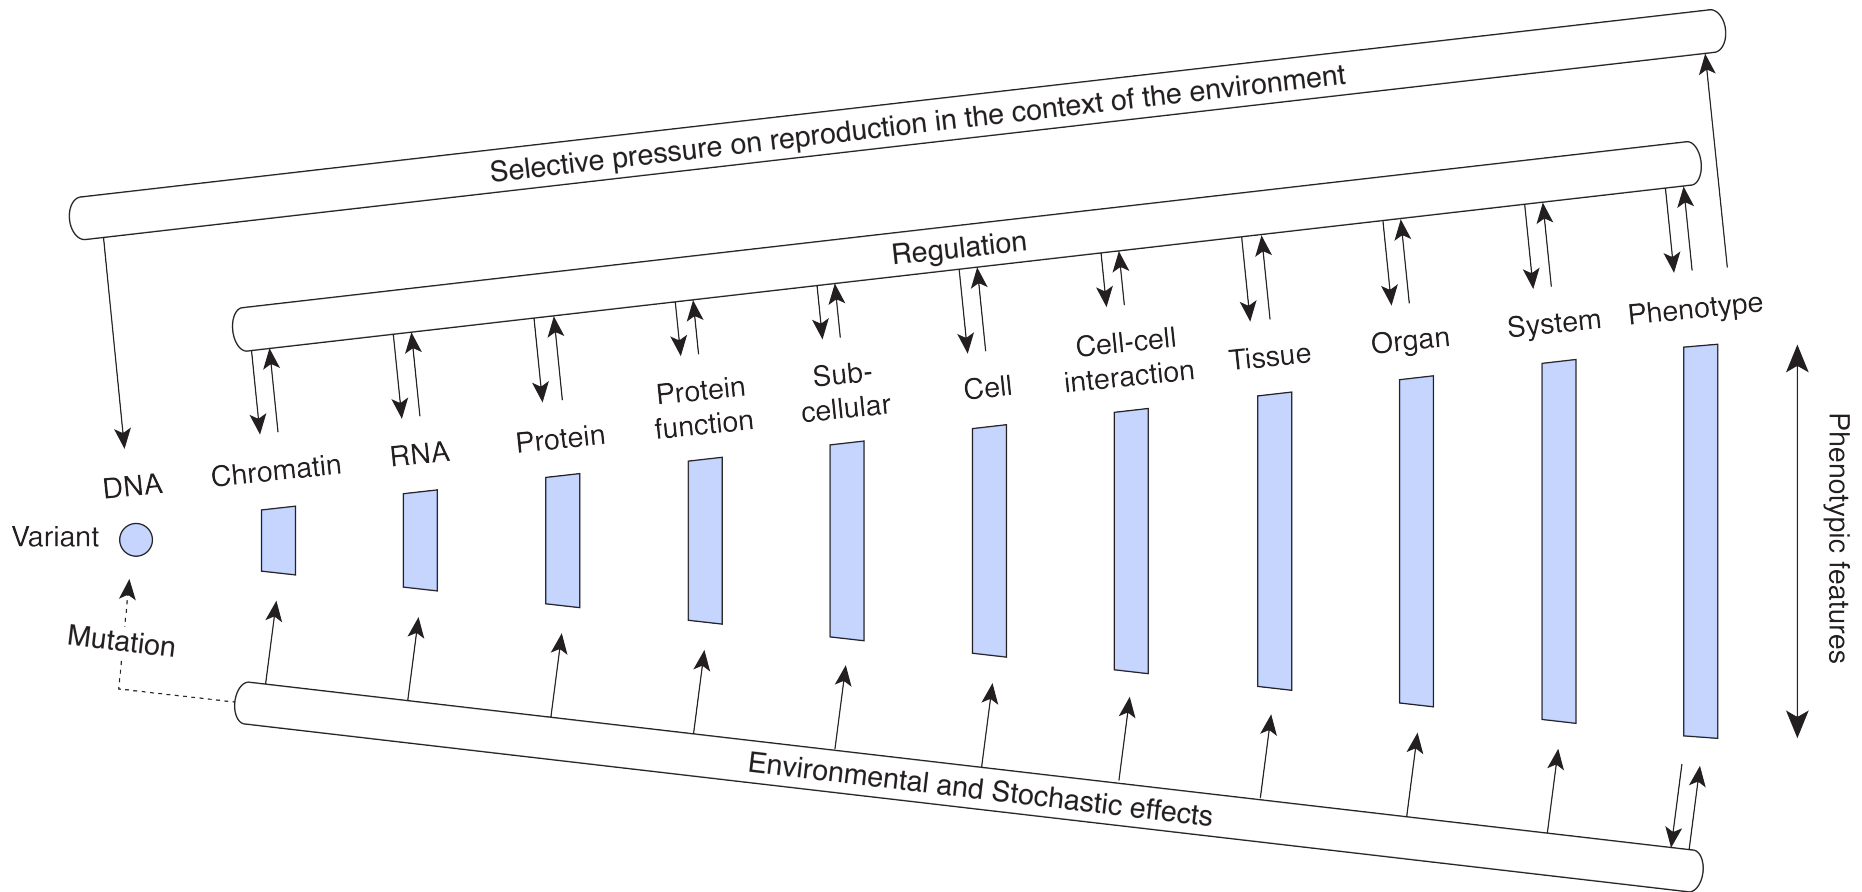 Selective pressure on reproduction in the context of the environment
Regulation
DNA
Chromatin
RNA
Protein
Protein
function
Sub-
cellular
Cell
Cell-cell
interaction
Tissue
Organ
System
Phenotype
Variant
Mutation
Phenotypic features
Environmental and Stochastic effects